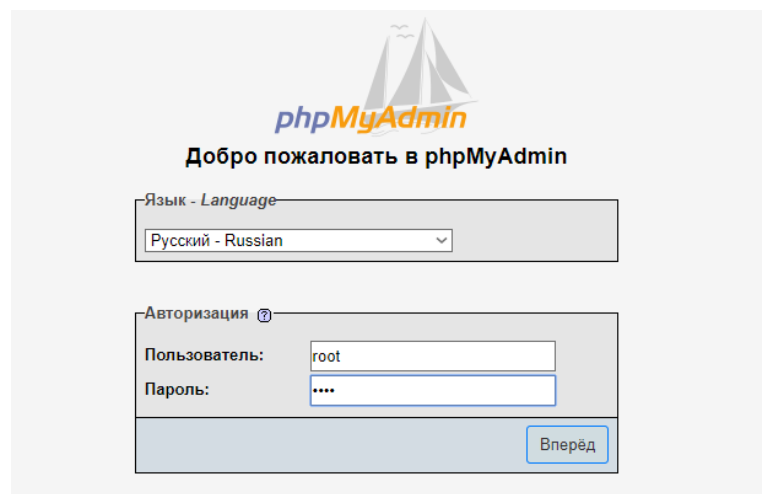 phpMyAdmin
Добро пожаловать в phpMyAdmin
Язык - Language
Русский - Russian
Авторизация
Пользователь: root
Пароль: ••••
Вперёд